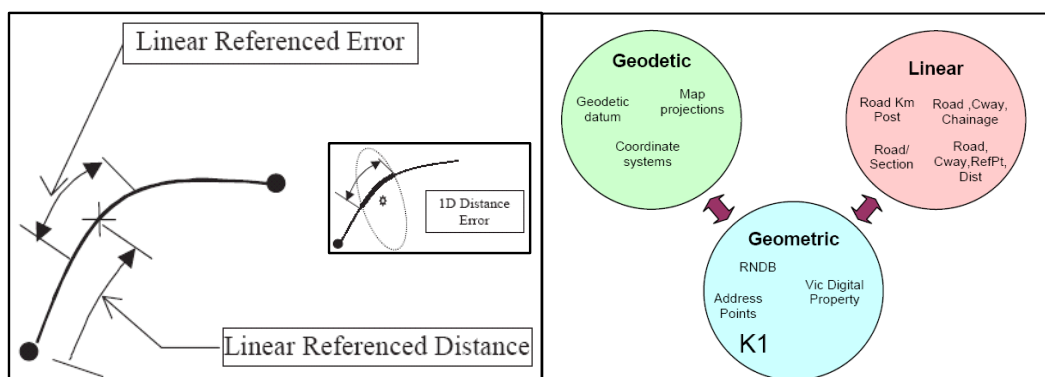 Linear Referenced Error
1D Distance
Error
Linear Referenced Distance
Geodetic
Geodetic
datum
Map
projections
Coordinate
systems
Linear
Road Km
Post
Road ,Cway,
Chainage
Road/
Section
Road,
Cway,RefPt,
Dist
Geometric
RNDB
Address
Points
Vic Digital
Property
K1